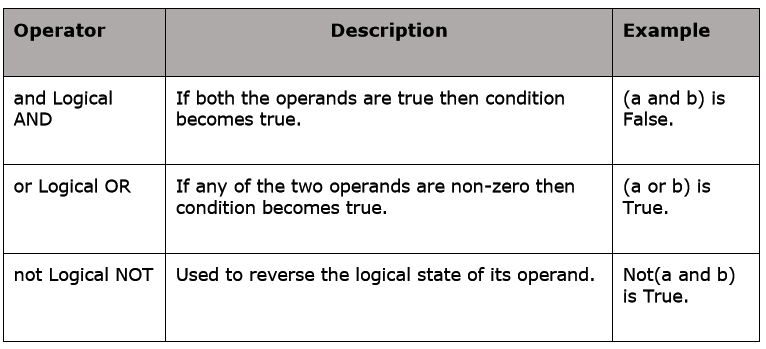 Operator
Description
Example
and Logical
AND
If both the operands are true then condition
becomes true.
(a and b) is
False.
or Logical OR
If any of the two operands are non-zero then
condition becomes true.
(a or b) is
True.
not Logical NOT
Used to reverse the logical state of its operand.
Not(a and b)
is True.